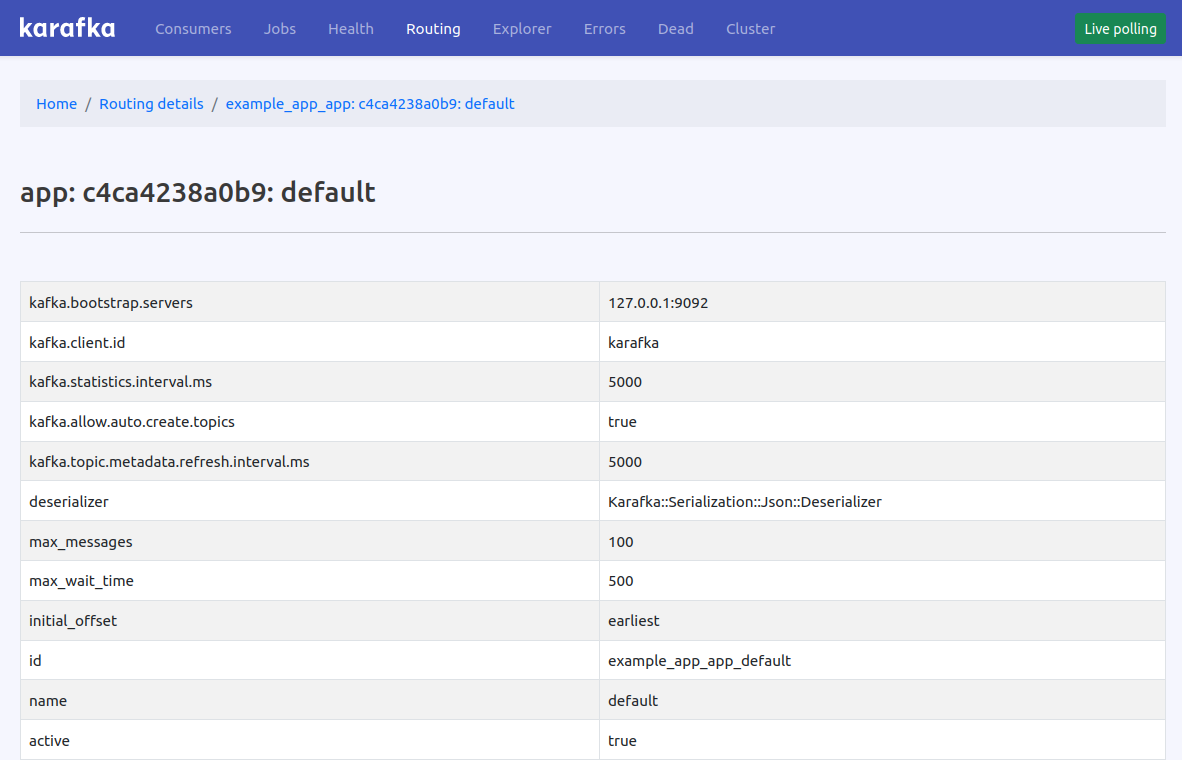 karafka Consumers Jobs Health Routing Explorer Errors Dead Cluster Live polling
Home / Routing details / example_app_app: c4ca4238a0b9: default
app: c4ca4238a0b9: default
kafka.bootstrap.servers 127.0.0.1:9092
kafka.client.id karafka
kafka.statistics.interval.ms 5000
kafka.allow.auto.create.topics true
kafka.topic.metadata.refresh.interval.ms 5000
deserializer Karafka::Serialization::Json::Deserializer
max_messages 100
max_wait_time 500
initial_offset earliest
id example_app_app_default
name default
active true